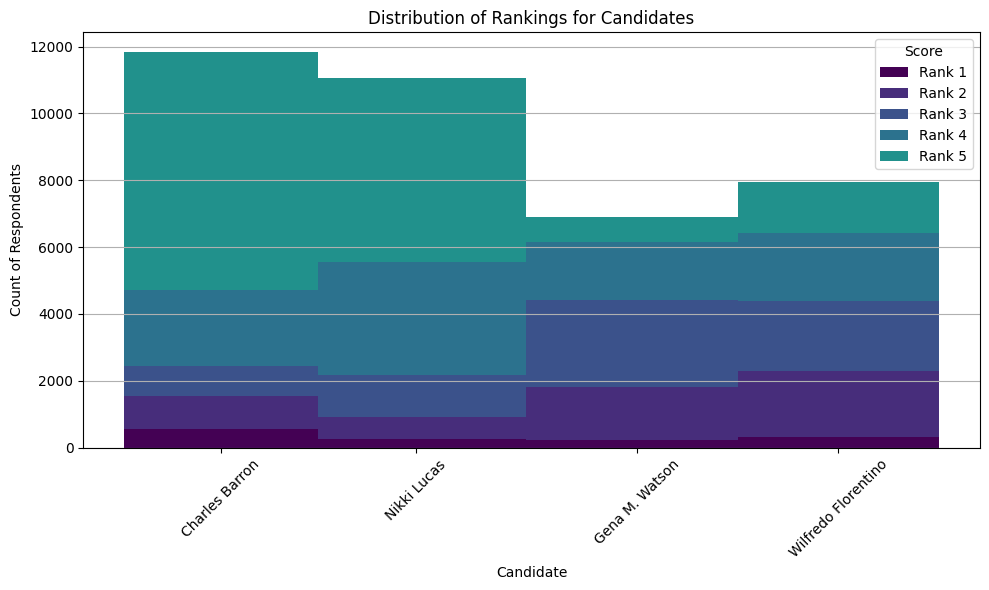 Distribution of Rankings for Candidates
Score
Rank 1
Rank 2
Rank 3
Rank 4
Rank 5
12000
10000
8000
6000
4000
2000
0
Count of Respondents
Charles Barron
Nikki Lucas
Gena M. Watson
Wilfredo Florentino
Candidate